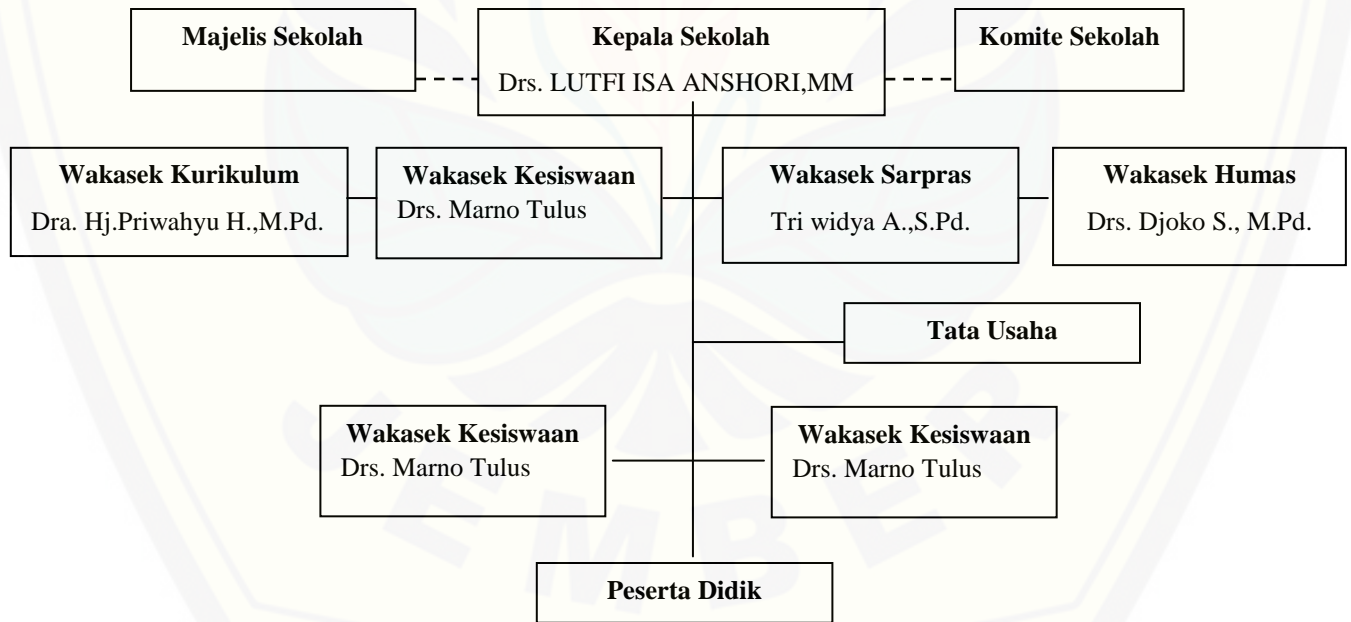 Majelis Sekolah
Kepala Sekolah
Drs. LUTFI ISA ANSHORI,MM
Komite Sekolah
Wakasek Kurikulum
Dra. Hj.Priwahyu H.,M.Pd.
Wakasek Kesiswaan
Drs. Marno Tulus
Wakasek Sarpras
Tri widya A.,S.Pd.
Wakasek Humas
Drs. Djoko S., M.Pd.
Tata Usaha
Wakasek Kesiswaan
Drs. Marno Tulus
Wakasek Kesiswaan
Drs. Marno Tulus
Peserta Didik
JEMBER